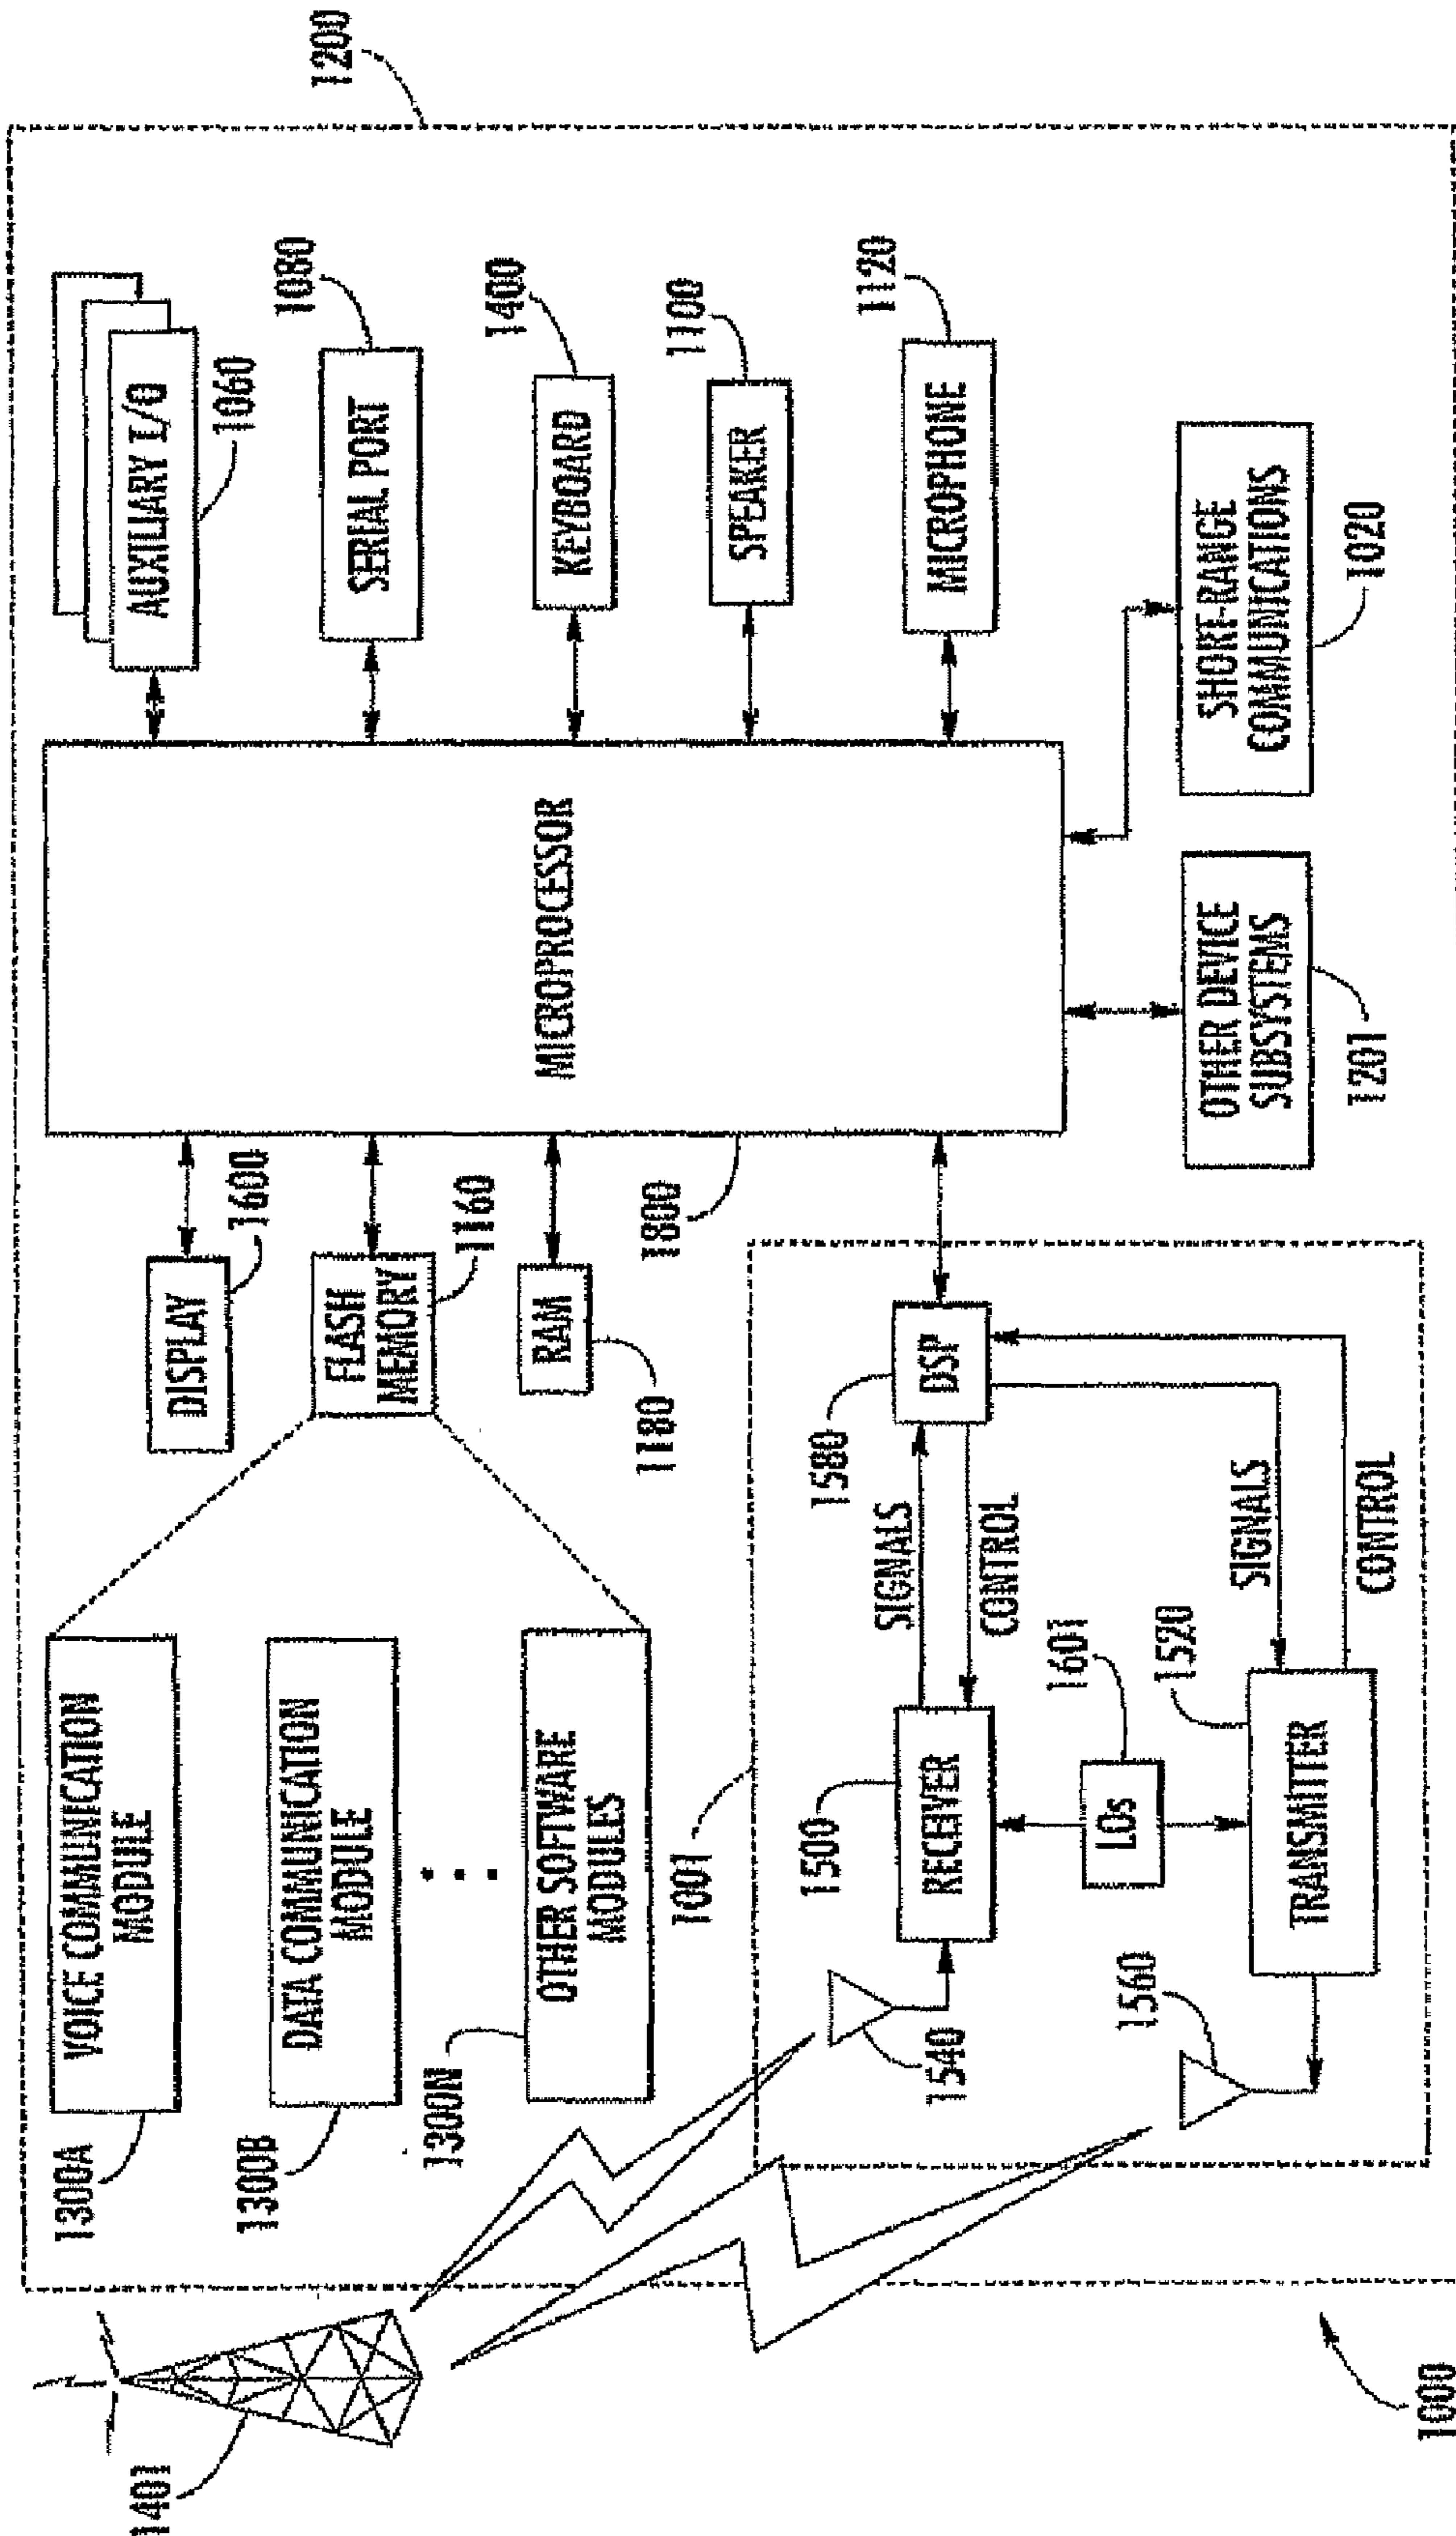 1401
1300A
VOICE COMMUNICATION
MODULE
1300B
DATA COMMUNICATION
MODULE
1300N
OTHER SOFTWARE
MODULES
DISPLAY
1600
FLASH
MEMORY
1160
RAM
1180
1800
MICROPROCESSOR
AUXILIARY I/O
1060
SERIAL PORT
1080
KEYBOARD
1400
SPEAKER
1100
MICROPHONE
1120
1200
1001
1500
1540
RECEIVER
SIGNALS
CONTROL
1580
DSP
LOs
1601
1560
TRANSMITTER
1520
SIGNALS
CONTROL
OTHER DEVICE
SUBSYSTEMS
1201
SHORT-RANGE
COMMUNICATIONS
1020
1000